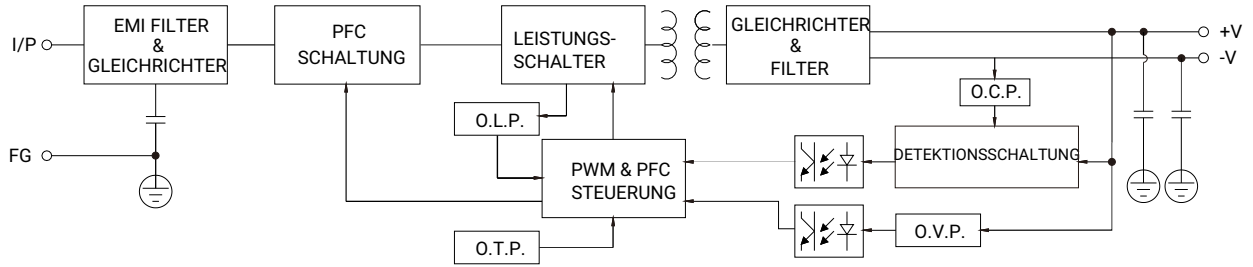 I/P
EMI FILTER
&
GLEICHRICHTER
PFC
SCHALTUNG
LEISTUNGS-
SCHALTER
GLEICHRICHTER
&
FILTER
+V
-V
O.C.P.
O.L.P.
FG
PWM & PFC
STEUERUNG
DETEKTIONSSCHALTUNG
O.T.P.
O.V.P.